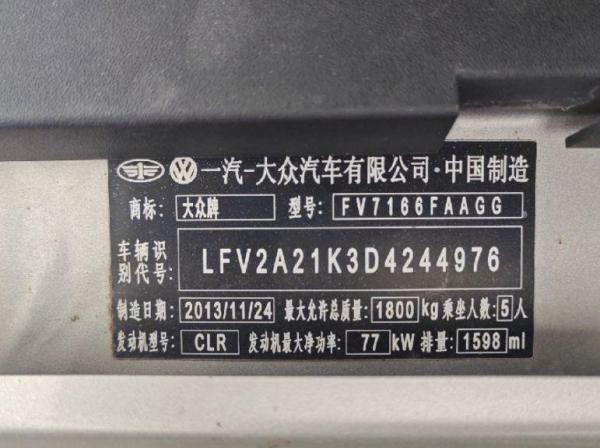 一汽-大众汽车有限公司·中国制造
商标: 大众牌 型号: FV7166FAAGG
车辆识别代号: LFV2A21K3D4244976
制造日期: 2013/11/24 最大允许总质量: 1800 kg 乘坐人数: 5 人
发动机型号: CLR 发动机最大净功率: 77 kW 排量: 1598 ml